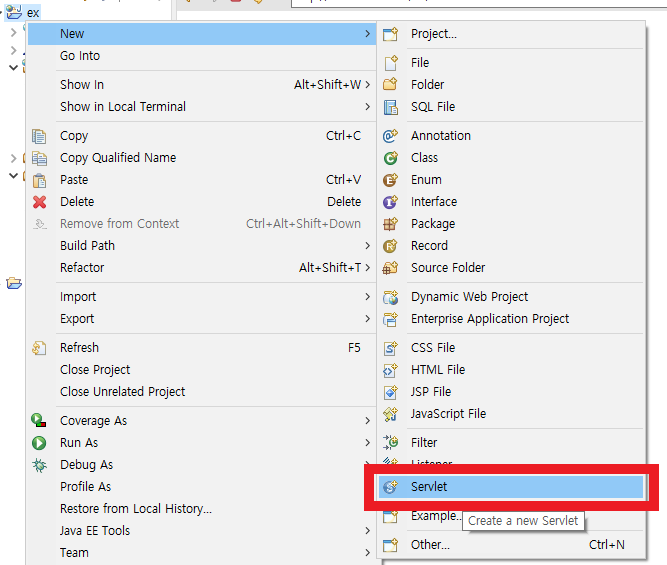 ex
New
Go Into
Show In Alt+Shift+W
Show in Local Terminal
Copy Ctrl+C
Copy Qualified Name
Paste Ctrl+V
Delete Delete
Remove from Context Ctrl+Alt+Shift+Down
Build Path
Refactor Alt+Shift+T
Import
Export
Refresh F5
Close Project
Close Unrelated Project
Coverage As
Run As
Debug As
Profile As
Restore from Local History...
Java EE Tools
Team
Project...
File
Folder
SQL File
Annotation
Class
Enum
Interface
Package
Record
Source Folder
Dynamic Web Project
Enterprise Application Project
CSS File
HTML File
JSP File
JavaScript File
Filter
Listener
Servlet
Example...
Create a new Servlet
Other... Ctrl+N